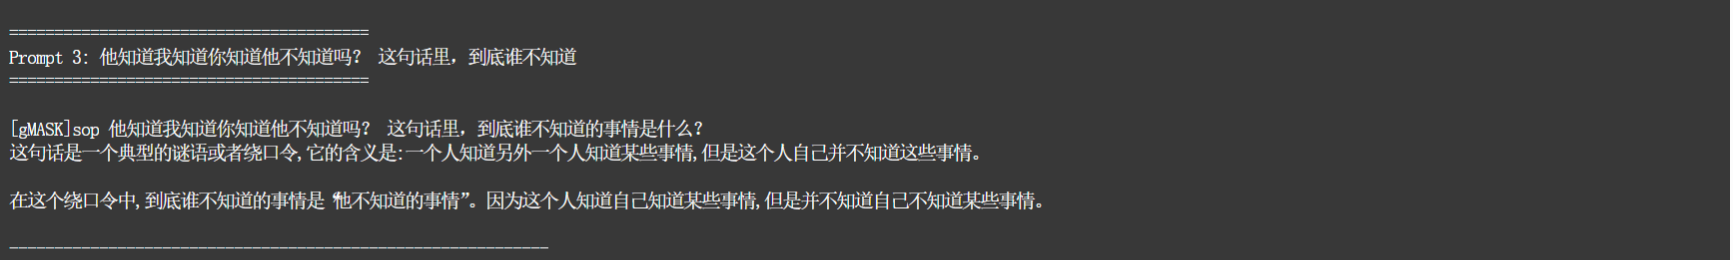 ========================================
Prompt 3: 他知道我知道你知道他不知道吗？ 这句话里，到底谁不知道
========================================
[gMASK]sop 他知道我知道你知道他不知道吗？ 这句话里，到底谁不知道的事情是什么？
这句话是一个典型的谜语或者绕口令,它的含义是:一个人知道另外一个人知道某些事情,但是这个人自己并不知道这些事情。
在这个绕口令中,到底谁不知道的事情是“他不知道的事情”。因为这个人知道自己知道某些事情,但是并不知道自己不知道某些事情。
------------------------------------------------------------